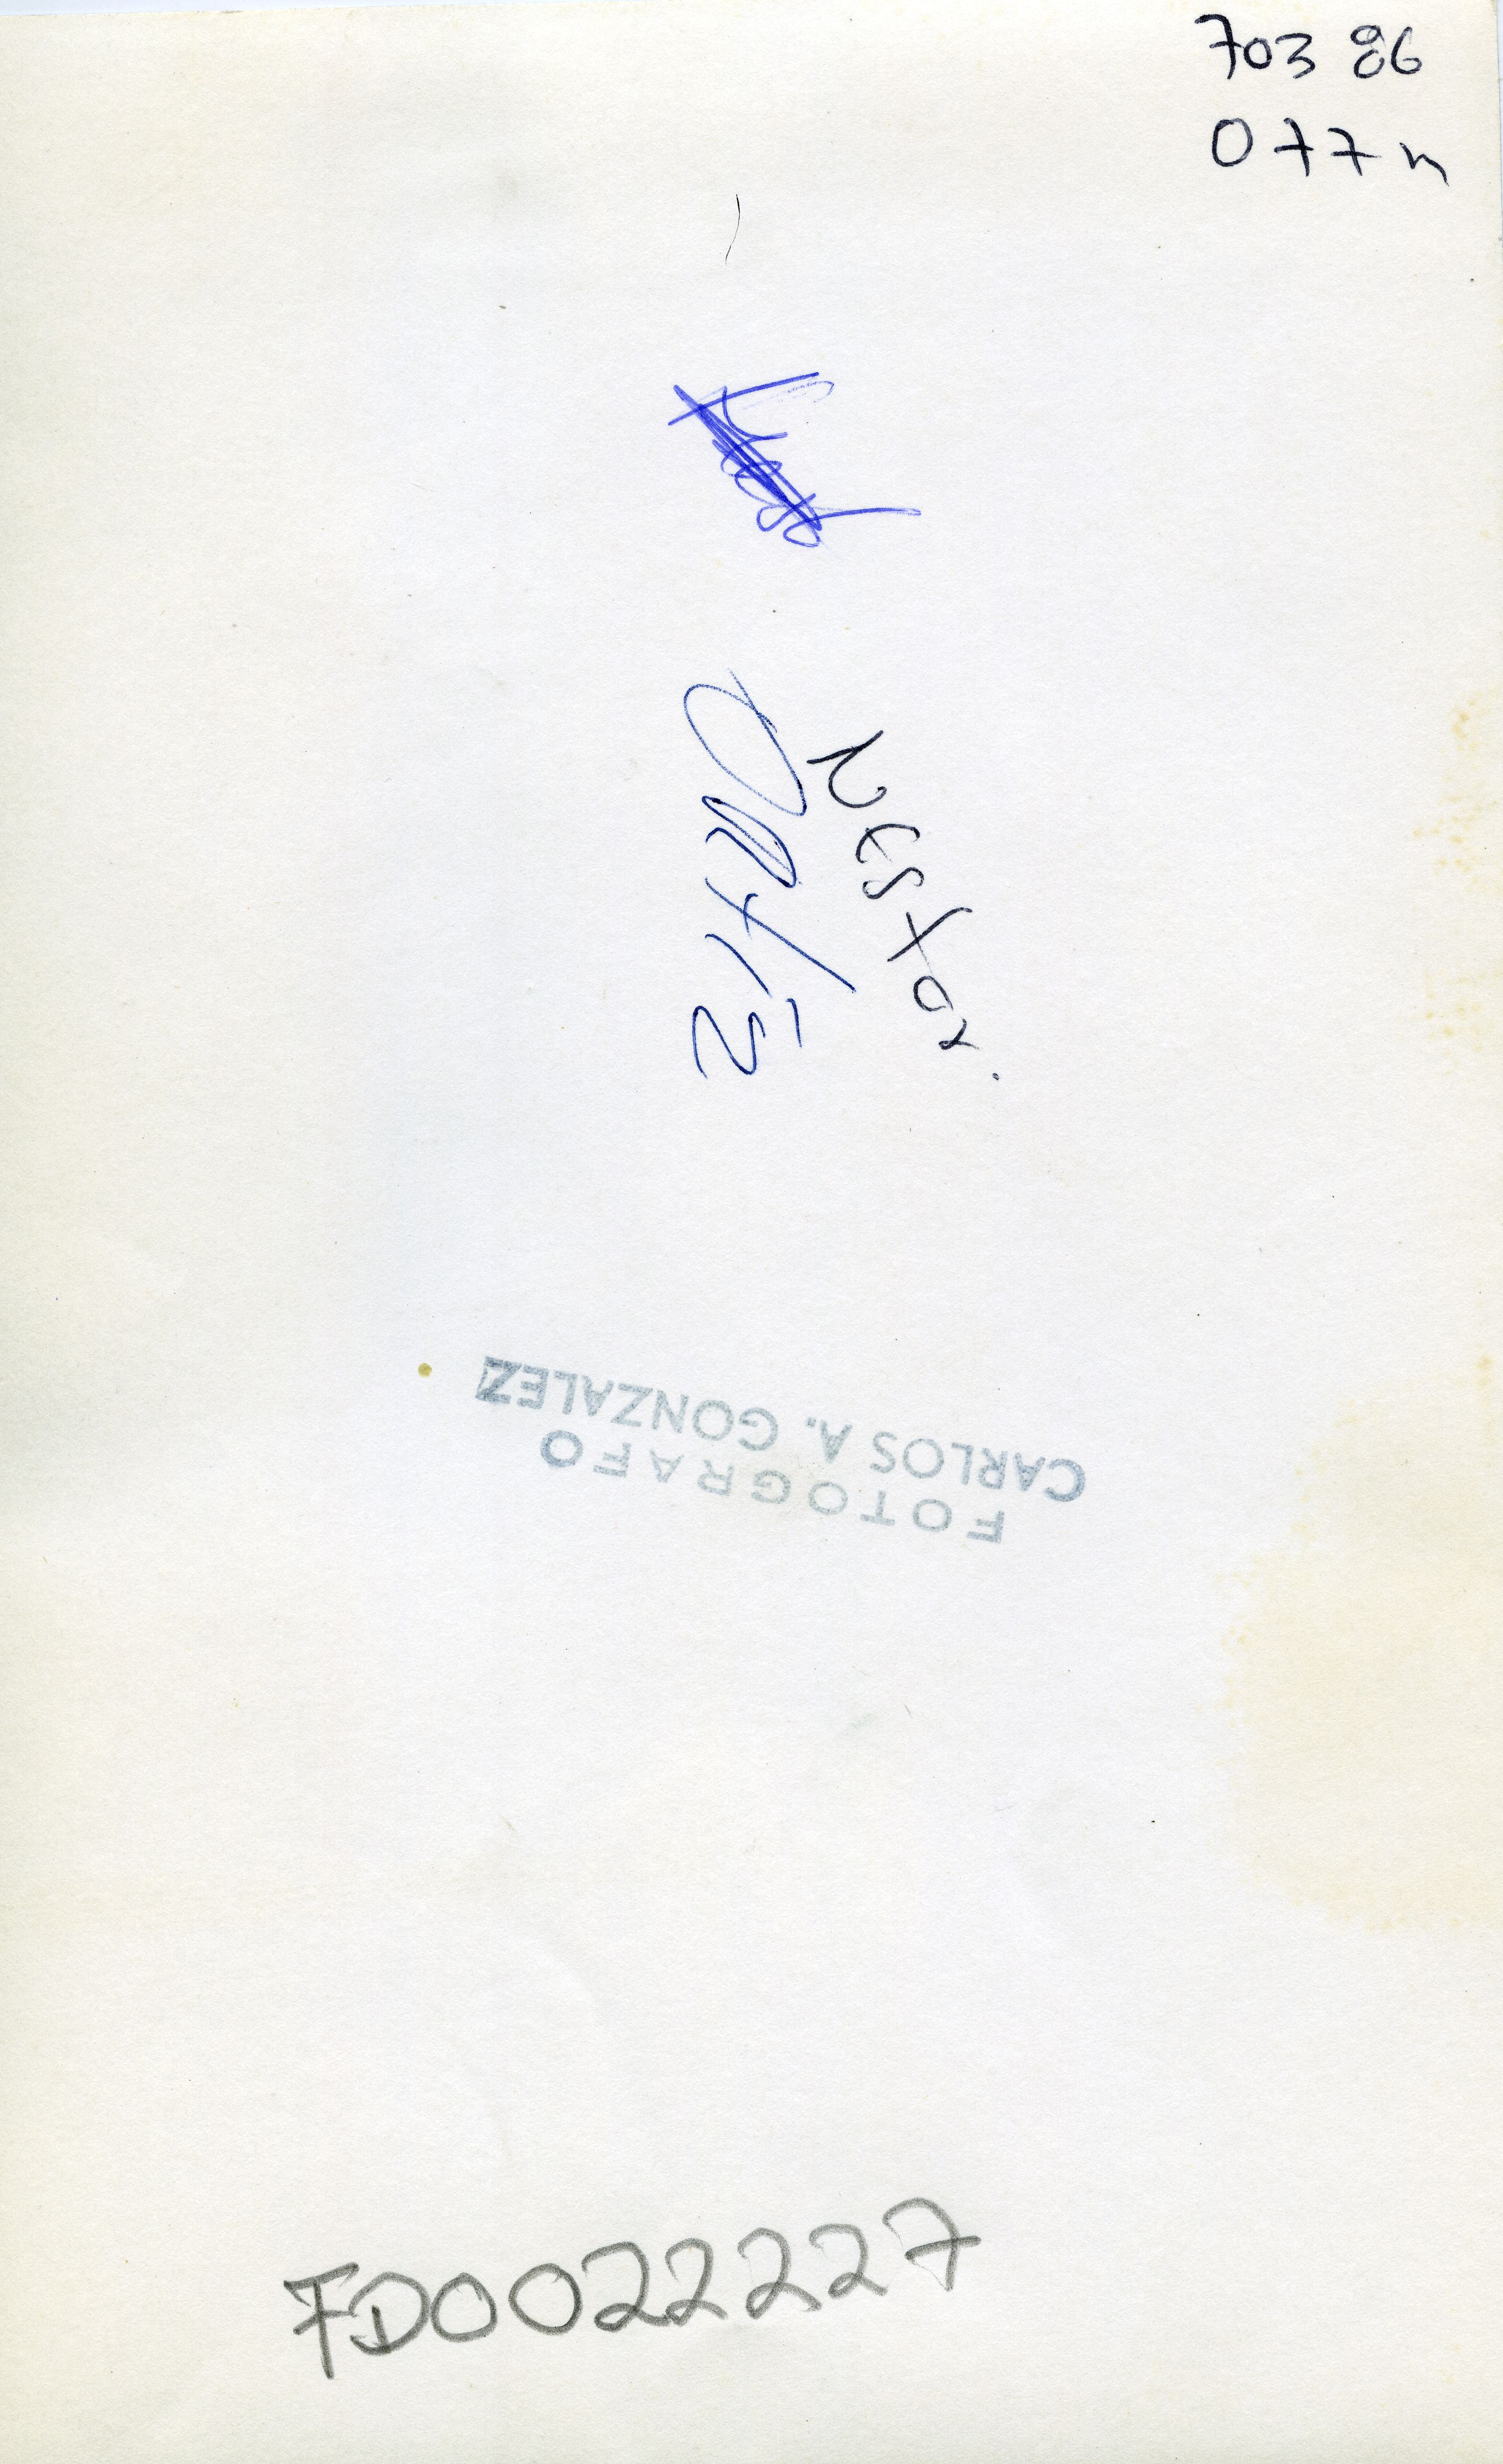 703 86
077n
Ortiz
Nestor.
FOTOGRAFO
CARLOS A. GONZALEZ
FD0022227